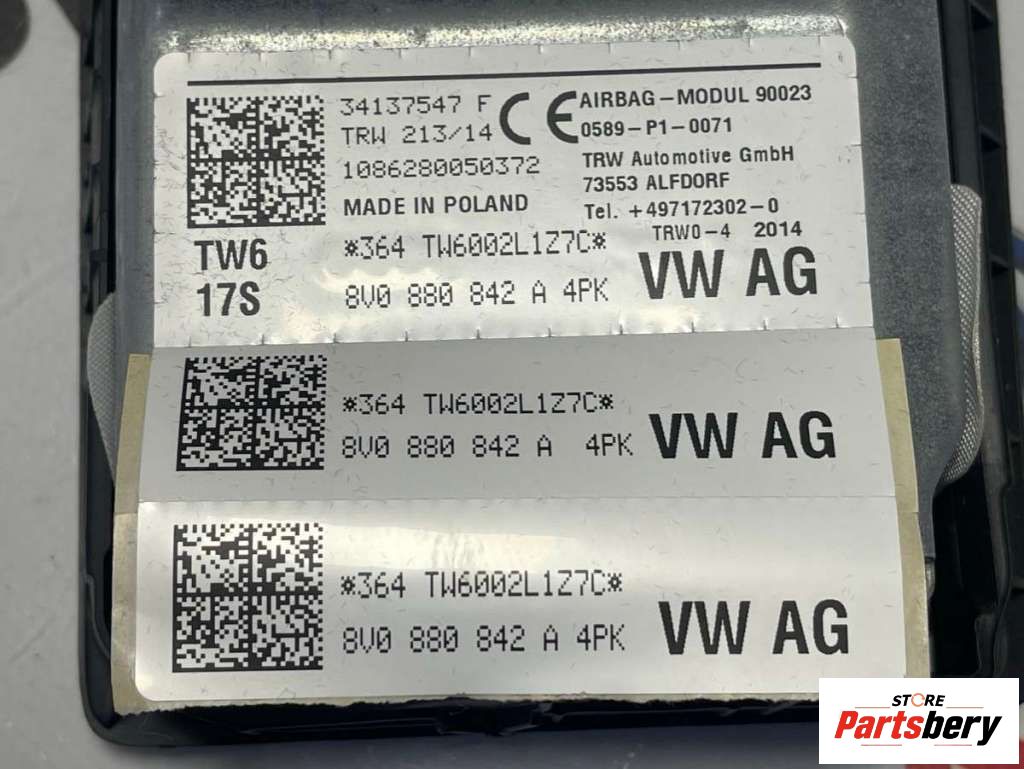 34137547 F
TRW 213/14
1086280050372
MADE IN POLAND
CE
AIRBAG-MODUL 90023
0589-P1-0071
TRW Automotive GmbH
73553 ALFDORF
Tel. +497172302-0
TRW0-4 2014
TW6
17S
*364 TW6002L1Z7C*
8V0 880 842 A 4PK
VW AG
*364 TW6002L1Z7C*
8V0 880 842 A 4PK
VW AG
*364 TW6002L1Z7C*
8V0 880 842 A 4PK
VW AG
STORE
Partsbery